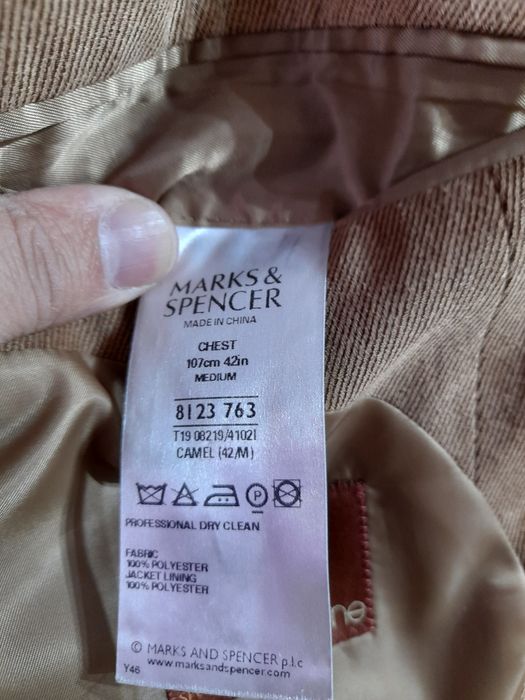 MARKS &
SPENCER
MADE IN CHINA
CHEST
107cm 42in
MEDIUM
8123 763
T19 08219/41021
CAMEL (42/M)
P
PROFESSIONAL DRY CLEAN
FABRIC
100% POLYESTER
JACKET LINING
100% POLYESTER
© MARKS AND SPENCER p.l.c
www.marksandspencer.com
Y46